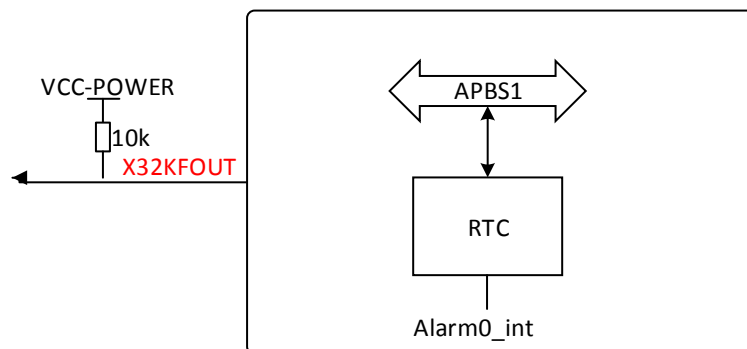 VCC-POWER
APBS1
10k
X32KFOUT
RTC
Alarm0_int